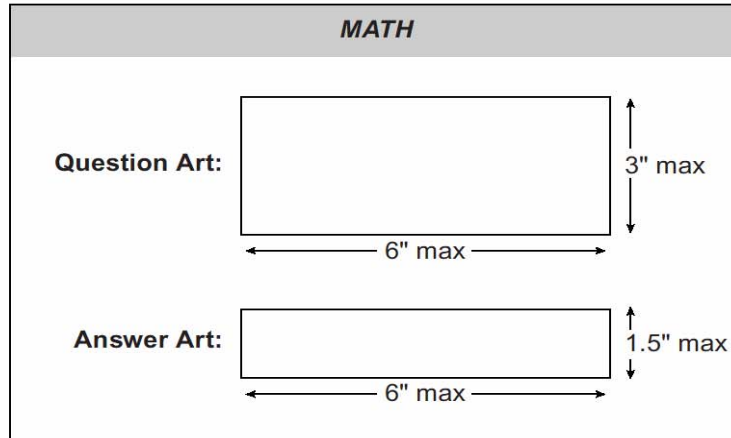 MATH
Question Art:
3" max
6" max
Answer Art:
1.5" max
6" max